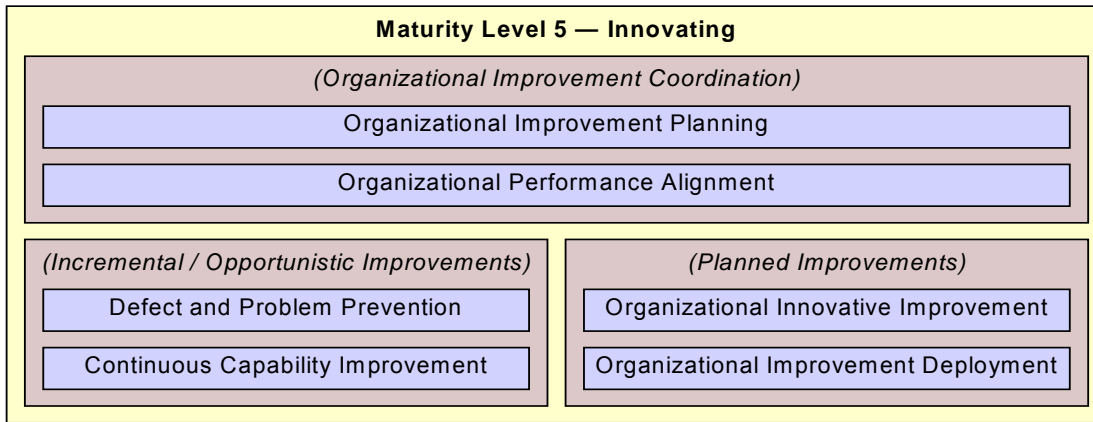 Maturity Level 5 — Innovating
(Organizational Improvement Coordination)
Organizational Improvement Planning
Organizational Performance Alignment
(Incremental / Opportunistic Improvements)
Defect and Problem Prevention
Continuous Capability Improvement
(Planned Improvements)
Organizational Innovative Improvement
Organizational Improvement Deployment